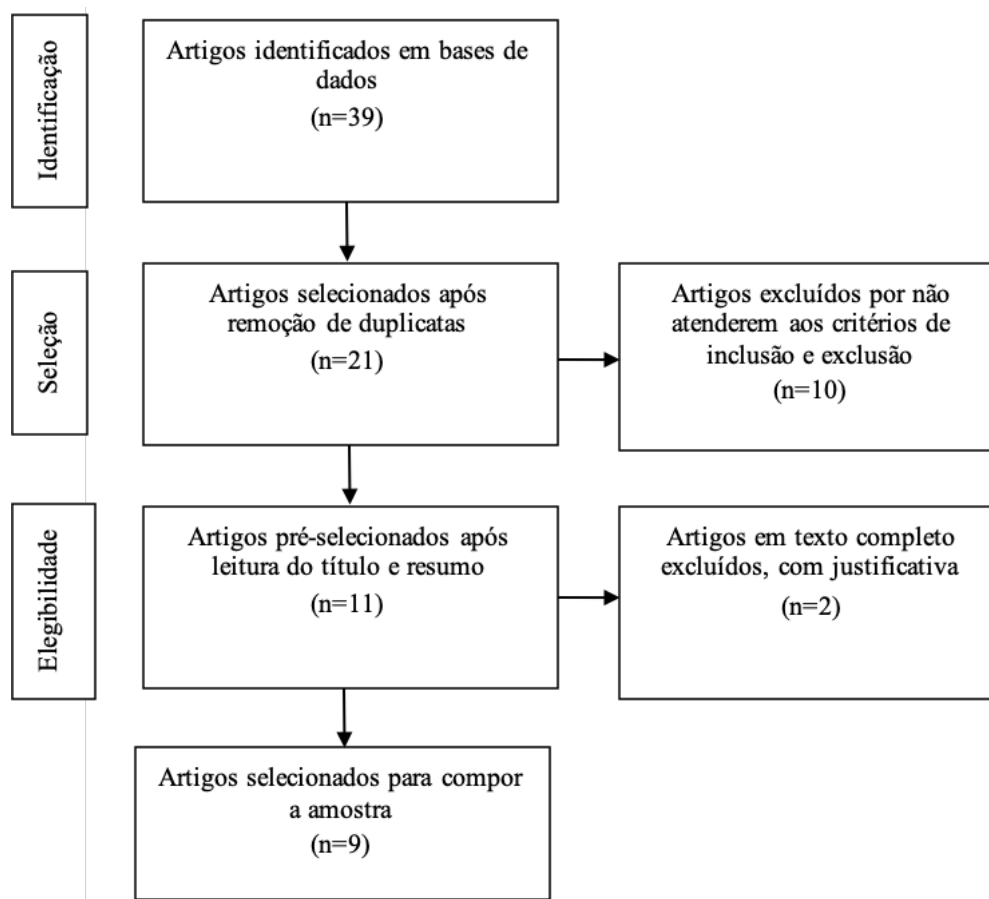 Identificação
Artigos identificados em bases de
dados
(n=39)
Seleção
Artigos selecionados após
remoção de duplicatas
(n=21)
Artigos excluídos por não
atenderem aos critérios de
inclusão e exclusão
(n=10)
Elegibilidade
Artigos pré-selecionados após
leitura do título e resumo
(n=11)
Artigos em texto completo
excluídos, com justificativa
(n=2)
Artigos selecionados para compor
a amostra
(n=9)